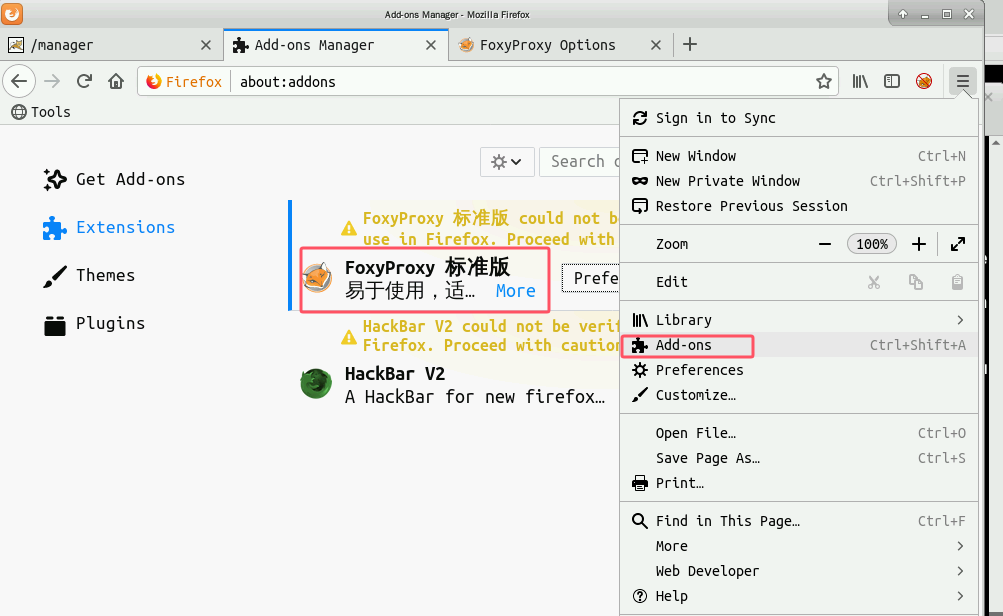 Add-ons Manager - Mozilla Firefox
/manager
Add-ons Manager
FoxyProxy Options
Firefox
about:addons
Tools
Get Add-ons
Extensions
Themes
Plugins
Search
FoxyProxy 标准版 could not be
use in Firefox. Proceed with
FoxyProxy 标准版
易于使用，适… More
Prefe
HackBar V2 could not be verif
Firefox. Proceed with caution
HackBar V2
A HackBar for new firefox…
Sign in to Sync
New Window Ctrl+N
New Private Window Ctrl+Shift+P
Restore Previous Session
Zoom 100%
Edit
Library
Add-ons Ctrl+Shift+A
Preferences
Customize…
Open File… Ctrl+O
Save Page As… Ctrl+S
Print…
Find in This Page… Ctrl+F
More
Web Developer
Help